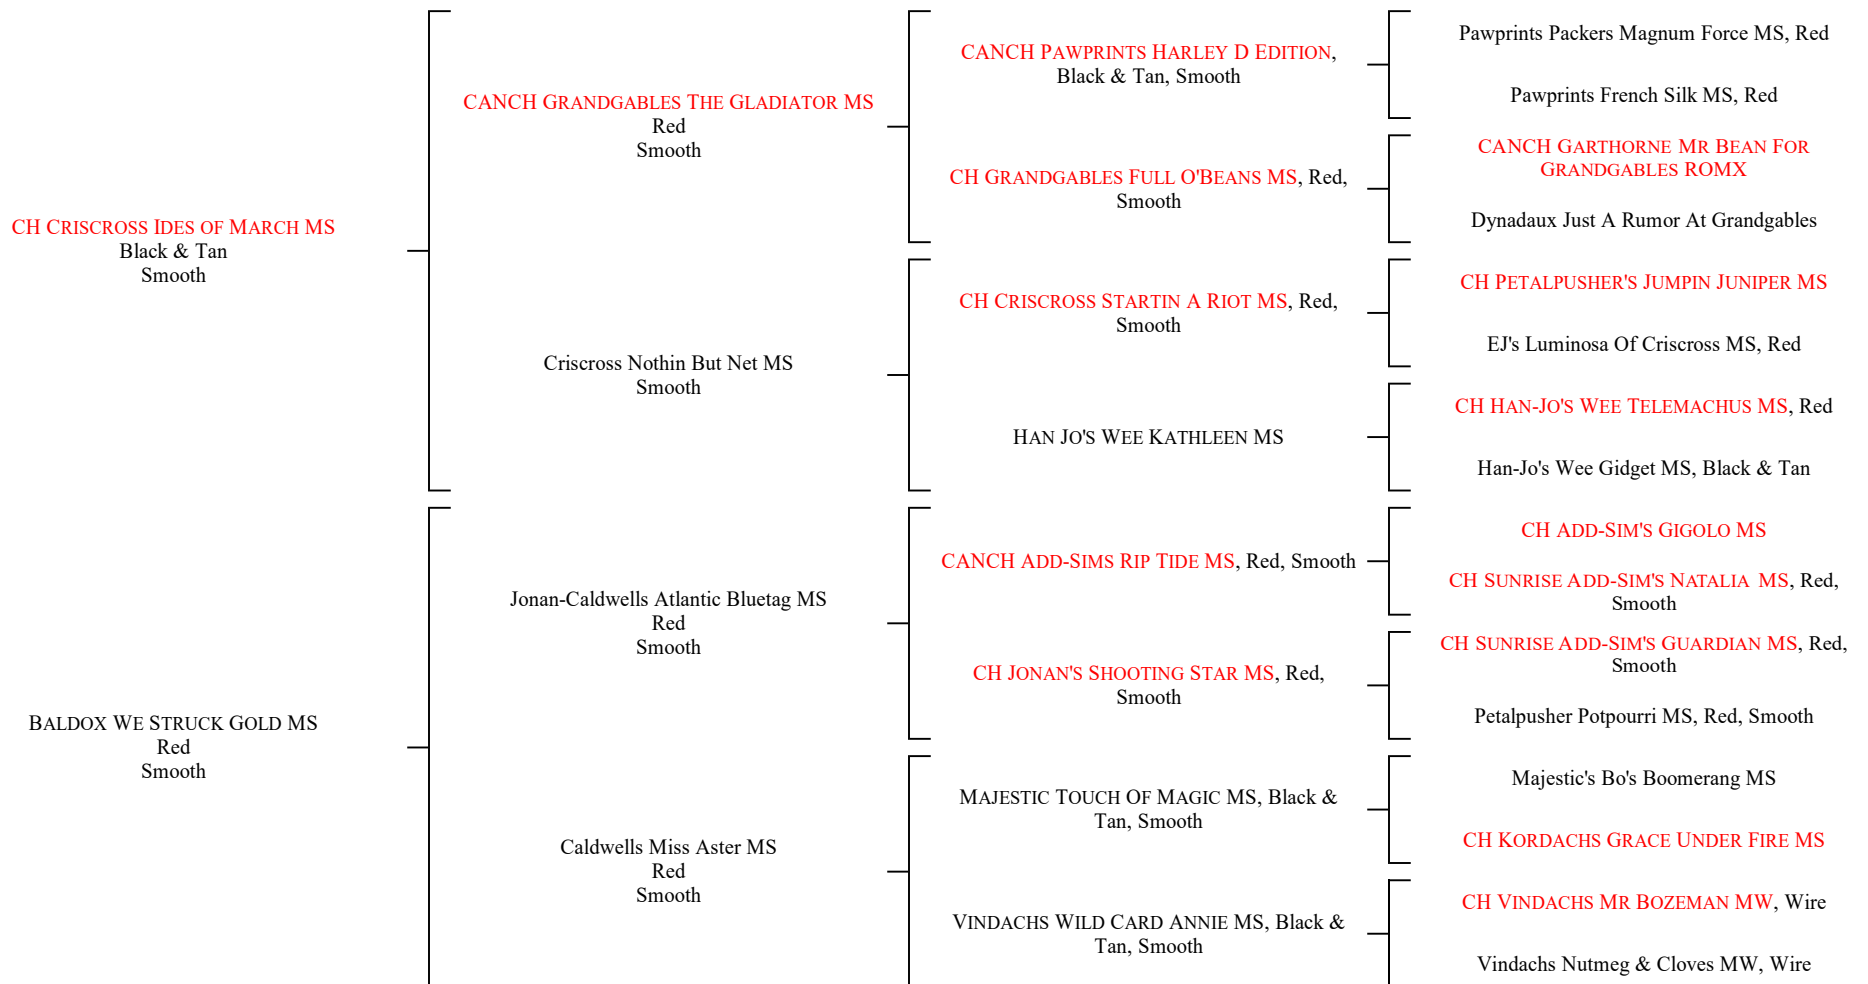 CH CRISCROSS IDES OF MARCH MS
Black & Tan
Smooth
BALDOX WE STRUCK GOLD MS
Red
Smooth
CANCH GRANDGABLES THE GLADIATOR MS
Red
Smooth
Criscross Nothin But Net MS
Smooth
Jonan-Caldwells Atlantic Bluetag MS
Red
Smooth
Caldwells Miss Aster MS
Red
Smooth
CANCH PAWPRINTS HARLEY D EDITION,
Black & Tan, Smooth
CH GRANDGABLES FULL O'BEANS MS, Red,
Smooth
CH CRISCROSS STARTIN A RIOT MS, Red,
Smooth
HAN JO'S WEE KATHLEEN MS
CANCH ADD-SIMS RIP TIDE MS, Red, Smooth
CH JONAN'S SHOOTING STAR MS, Red,
Smooth
MAJESTIC TOUCH OF MAGIC MS, Black &
Tan, Smooth
VINDACHS WILD CARD ANNIE MS, Black &
Tan, Smooth
Pawprints Packers Magnum Force MS, Red
Pawprints French Silk MS, Red
CANCH GARTHORNE MR BEAN FOR
GRANDGABLES ROMX
Dynadaux Just A Rumor At Grandgables
CH PETALPUSHER'S JUMPIN JUNIPER MS
EJ's Luminosa Of Criscross MS, Red
CH HAN-JO'S WEE TELEMACHUS MS, Red
Han-Jo's Wee Gidget MS, Black & Tan
CH ADD-SIM'S GIGOLO MS
CH SUNRISE ADD-SIM'S NATALIA MS, Red,
Smooth
CH SUNRISE ADD-SIM'S GUARDIAN MS, Red,
Smooth
Petalpusher Potpourri MS, Red, Smooth
Majestic's Bo's Boomerang MS
CH KORDACHS GRACE UNDER FIRE MS
CH VINDACHS MR BOZEMAN MW, Wire
Vindachs Nutmeg & Cloves MW, Wire